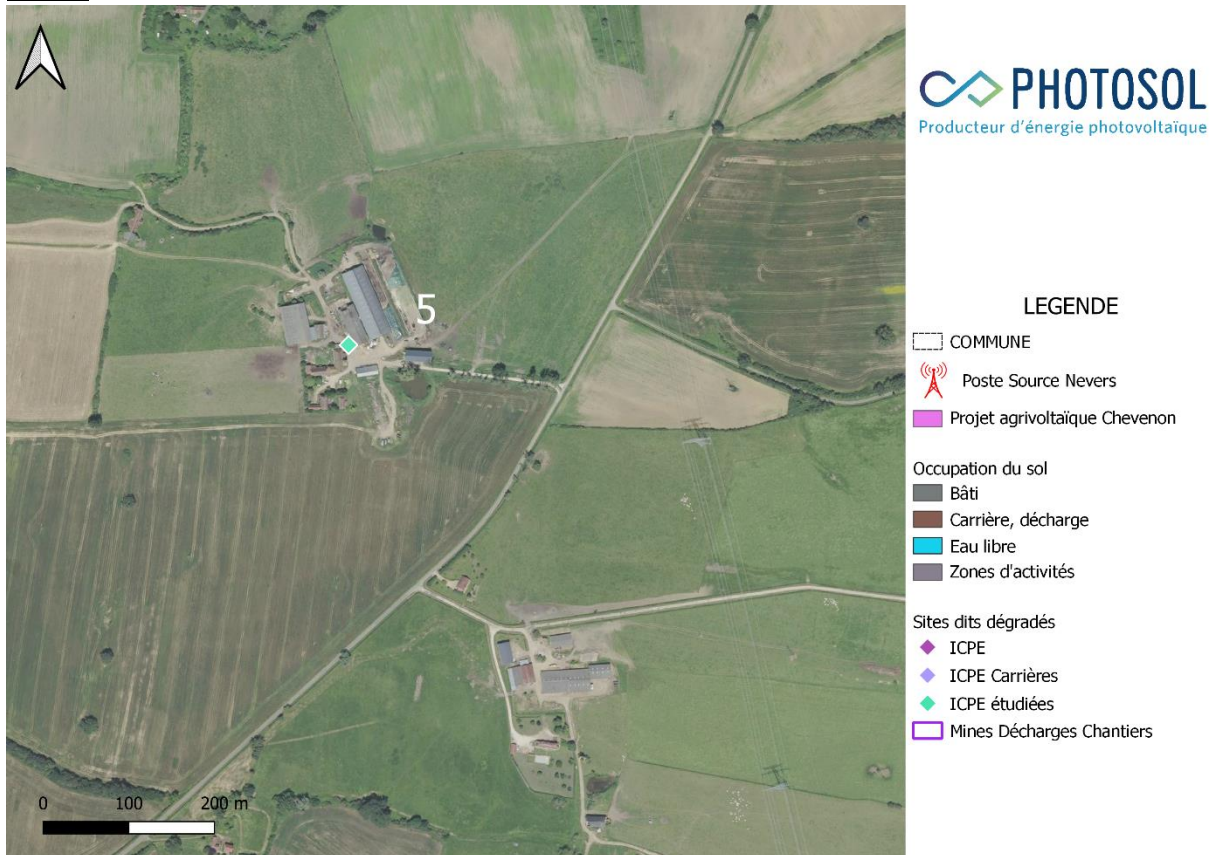 5
0 100 200 m
PHOTOSOL
Producteur d'énergie photovoltaïque
LEGENDE
COMMUNE
Poste Source Nevers
Projet agrivoltaïque Chevenon
Occupation du sol
Bâti
Carrière, décharge
Eau libre
Zones d'activités
Sites dits dégradés
ICPE
ICPE Carrières
ICPE étudiées
Mines Décharges Chantiers